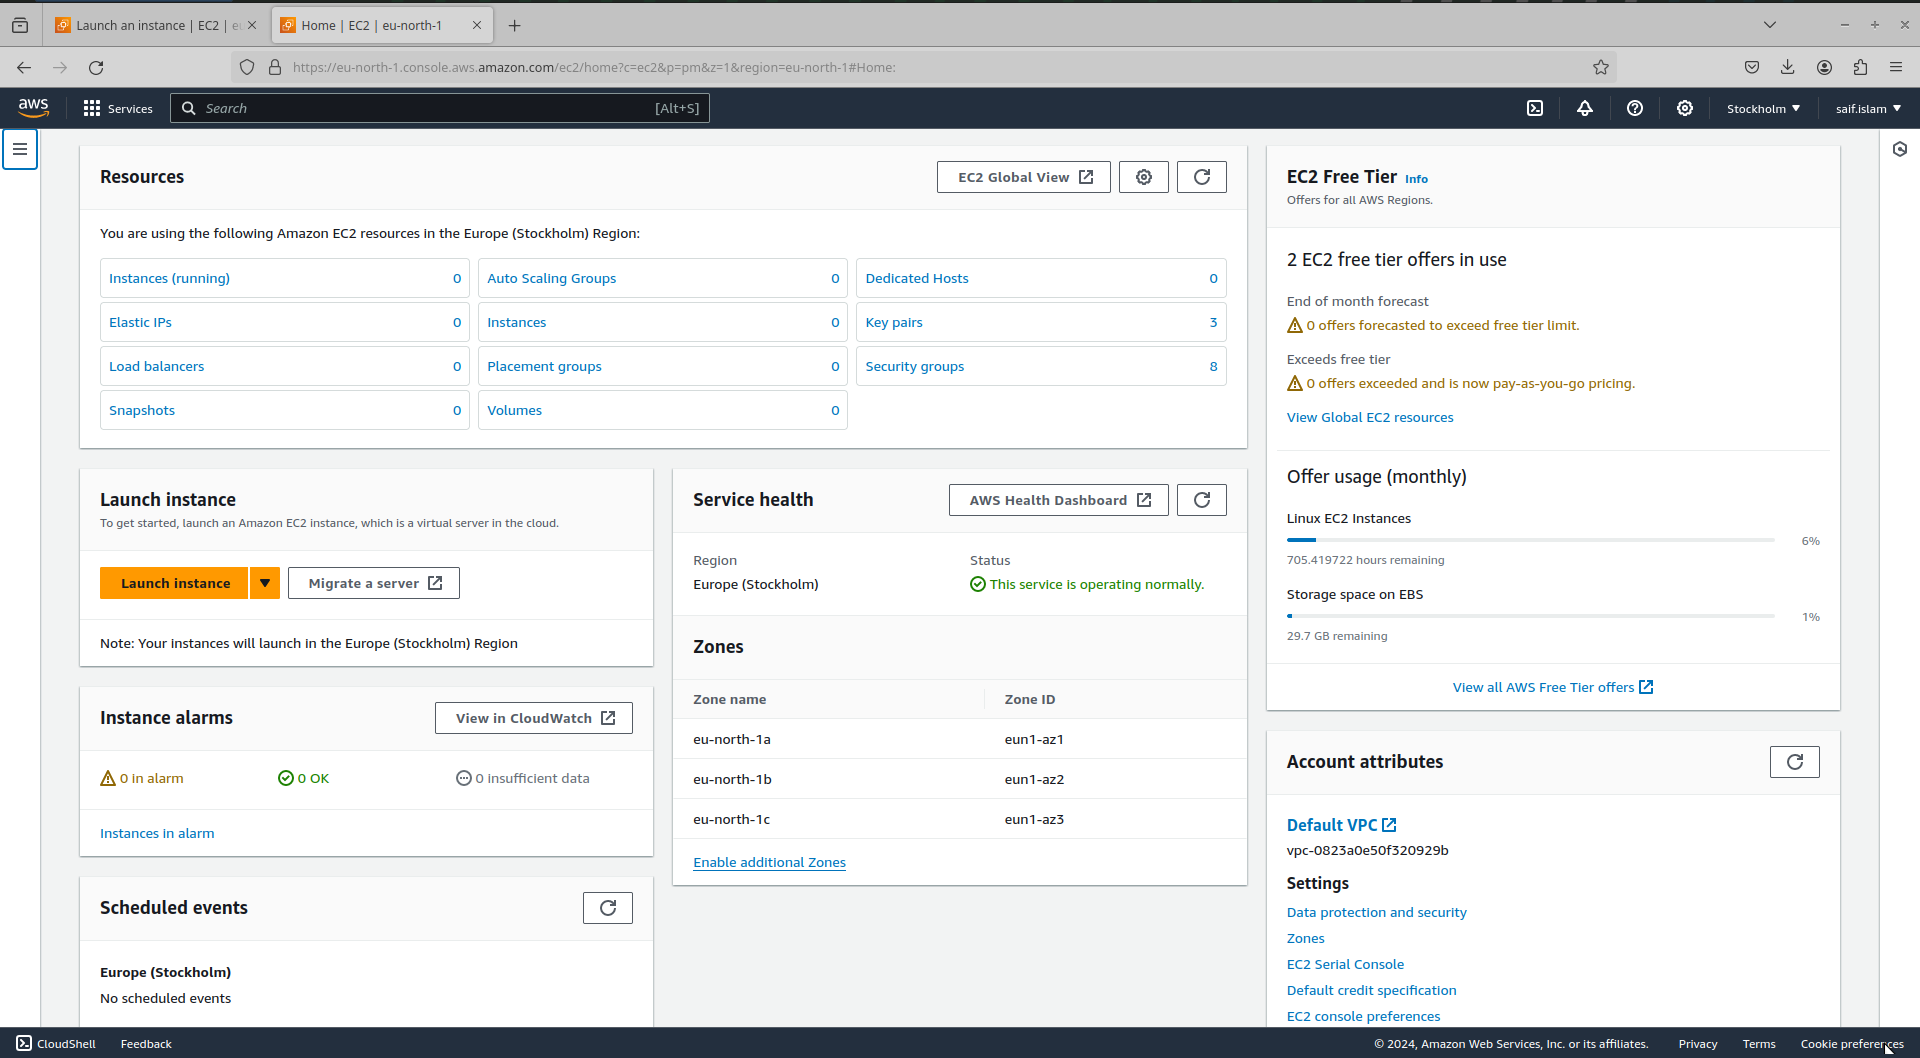 Launch an instance | EC2 | e
Home | EC2 | eu-north-1
https://eu-north-1.console.aws.amazon.com/ec2/home?c=ec2&p=pm&z=1&region=eu-north-1#Home:
aws
Services
Search
[Alt+S]
Stockholm
saif.islam
Resources
EC2 Global View
You are using the following Amazon EC2 resources in the Europe (Stockholm) Region:
Instances (running) 0
Auto Scaling Groups 0
Dedicated Hosts 0
Elastic IPs 0
Instances 0
Key pairs 3
Load balancers 0
Placement groups 0
Security groups 8
Snapshots 0
Volumes 0
EC2 Free Tier Info
Offers for all AWS Regions.
2 EC2 free tier offers in use
End of month forecast
0 offers forecasted to exceed free tier limit.
Exceeds free tier
0 offers exceeded and is now pay-as-you-go pricing.
View Global EC2 resources
Offer usage (monthly)
Linux EC2 Instances
6%
705.419722 hours remaining
Storage space on EBS
1%
29.7 GB remaining
View all AWS Free Tier offers
Launch instance
To get started, launch an Amazon EC2 instance, which is a virtual server in the cloud.
Launch instance
Migrate a server
Note: Your instances will launch in the Europe (Stockholm) Region
Service health
AWS Health Dashboard
Region
Europe (Stockholm)
Status
This service is operating normally.
Zones
Zone name Zone ID
eu-north-1a eun1-az1
eu-north-1b eun1-az2
eu-north-1c eun1-az3
Enable additional Zones
Instance alarms
View in CloudWatch
0 in alarm
0 OK
0 insufficient data
Instances in alarm
Scheduled events
Europe (Stockholm)
No scheduled events
Account attributes
Default VPC
vpc-0823a0e50f320929b
Settings
Data protection and security
Zones
EC2 Serial Console
Default credit specification
EC2 console preferences
CloudShell
Feedback
© 2024, Amazon Web Services, Inc. or its affiliates.
Privacy
Terms
Cookie preferences